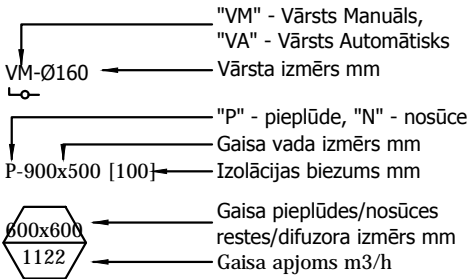 "VM" - Vārsts Manuāls,
"VA" - Vārsts Automātisks
VM-Ø160
Vārsta izmērs mm
"P" - pieplūde, "N" - nosūce
Gaisa vada izmērs mm
P-900x500 [100]
Izolācijas biezums mm
Gaisa pieplūdes/nosūces
600x600
restes/difuzora izmērs mm
1122
Gaisa apjoms m3/h